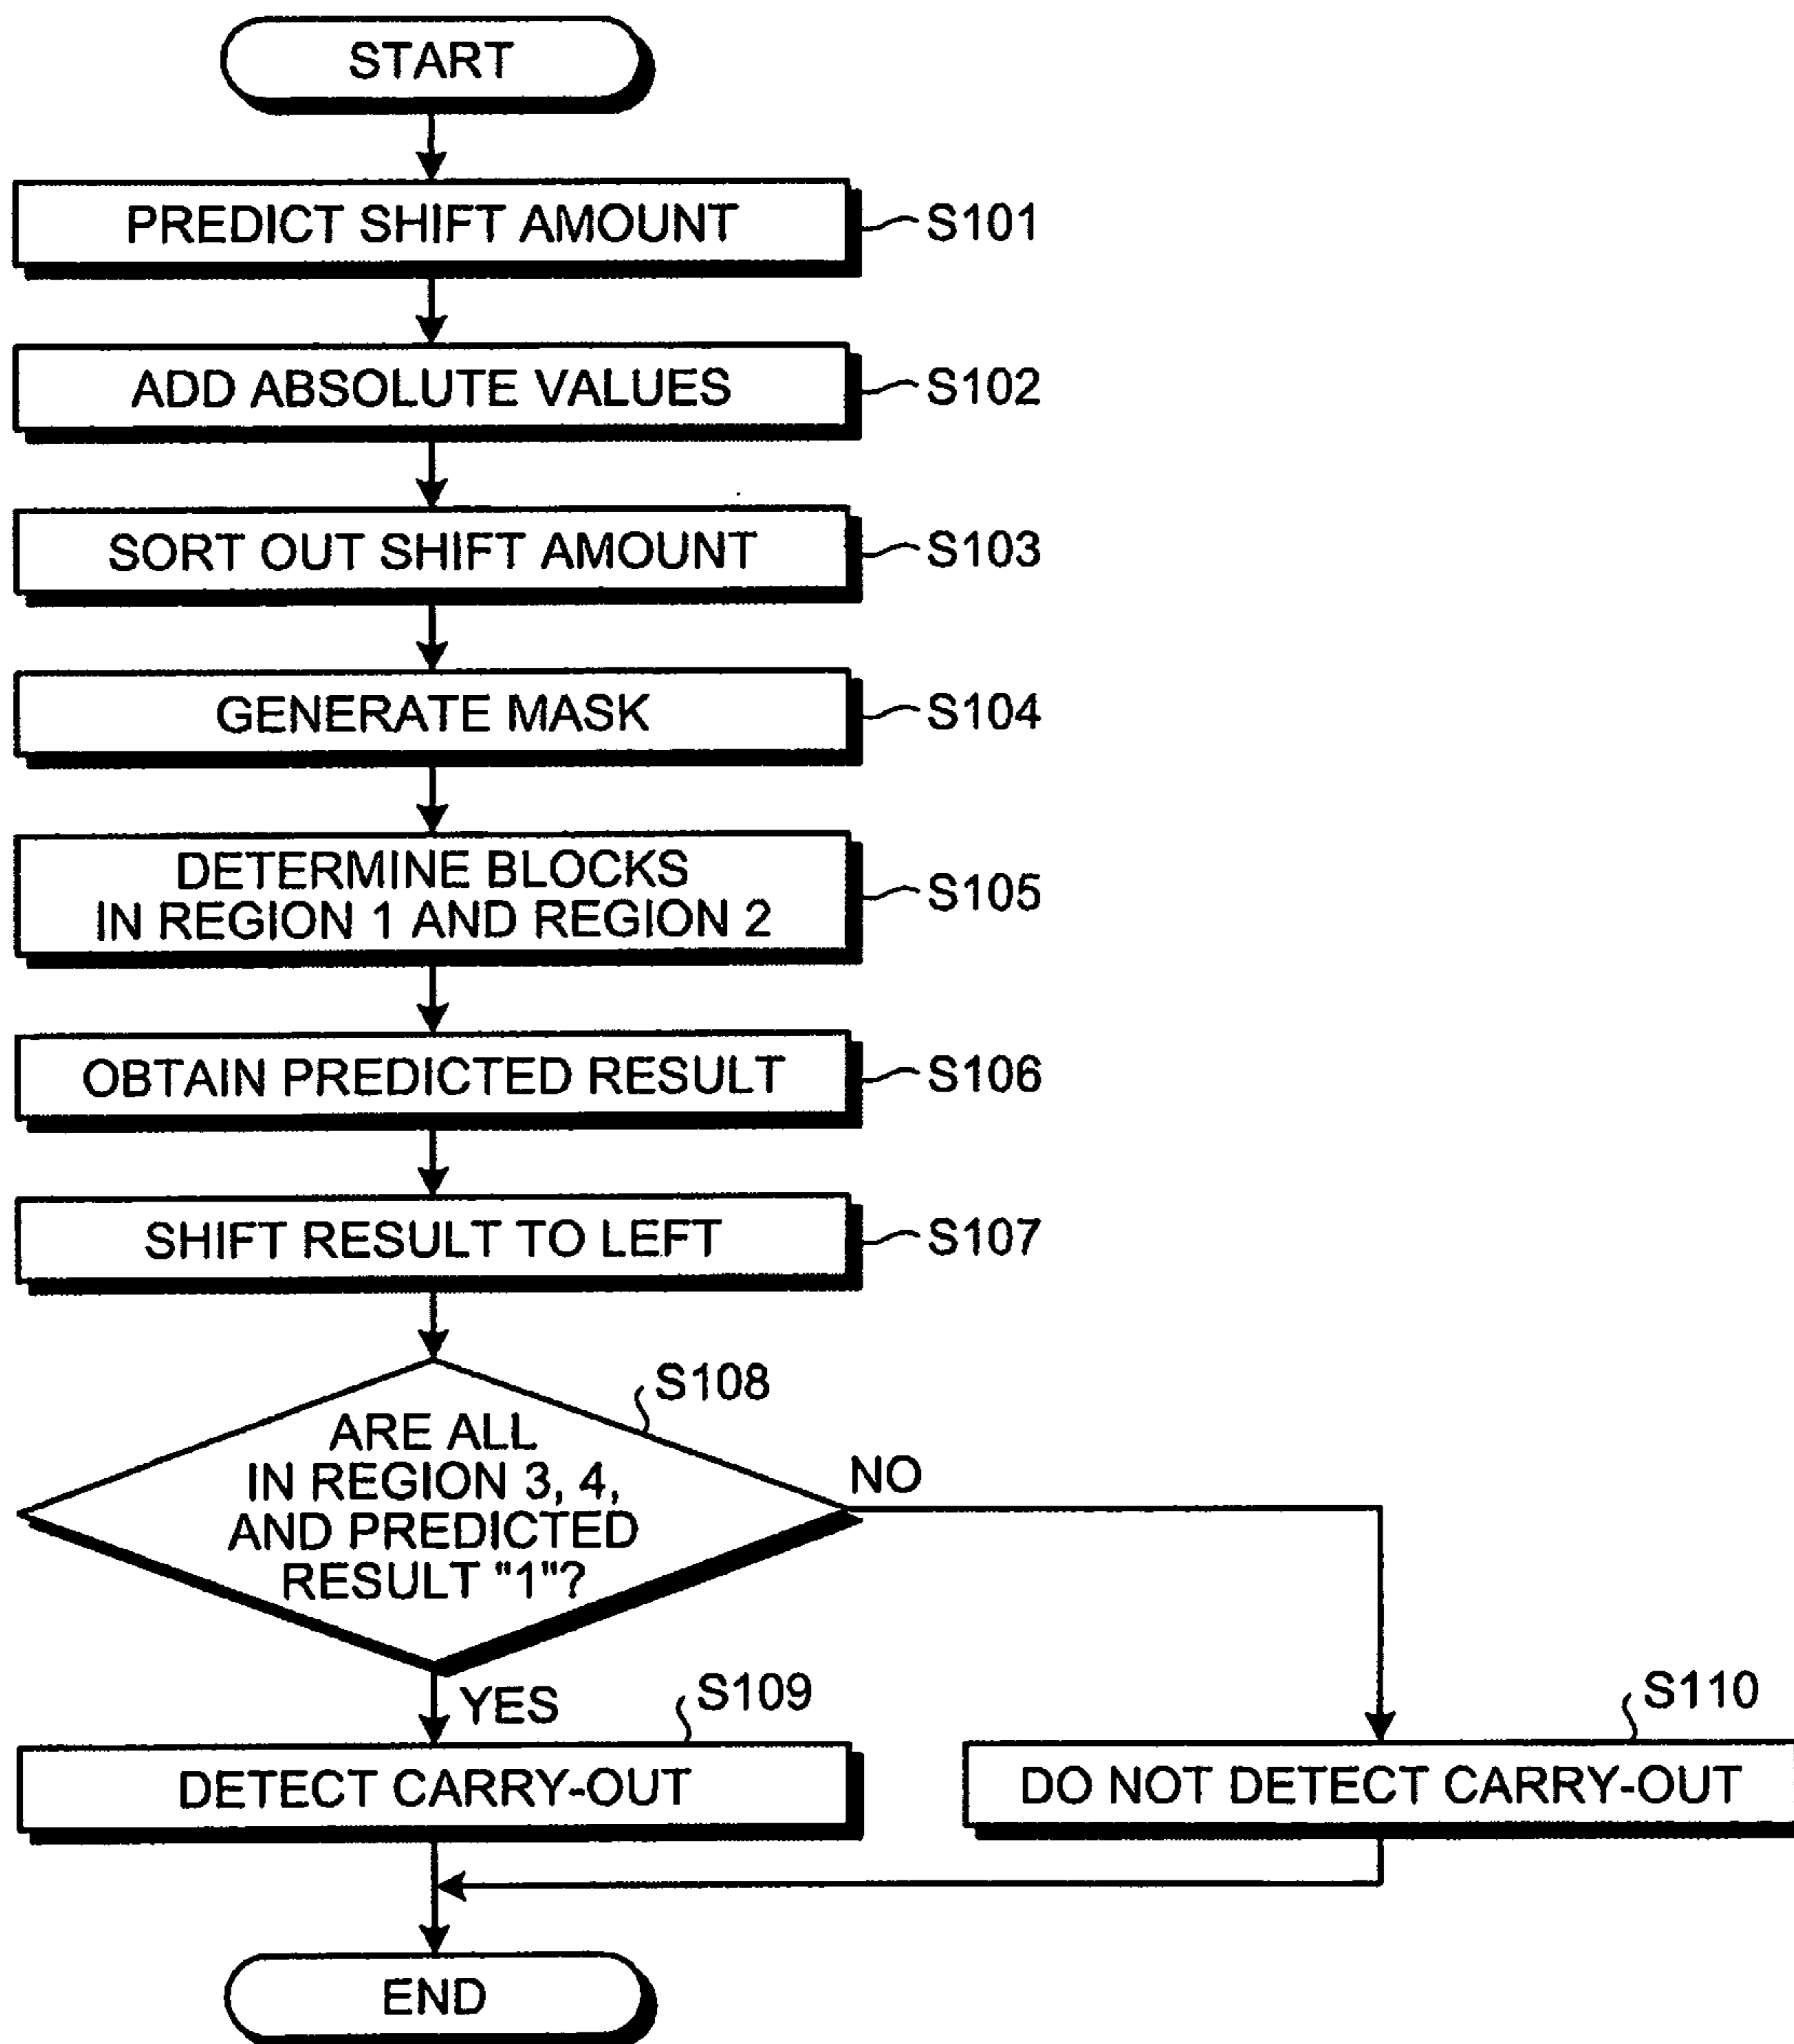 START
PREDICT SHIFT AMOUNT
S101
ADD ABSOLUTE VALUES
S102
SORT OUT SHIFT AMOUNT
S103
GENERATE MASK
S104
DETERMINE BLOCKS
IN REGION 1 AND REGION 2
S105
OBTAIN PREDICTED RESULT
S106
SHIFT RESULT TO LEFT
S107
S108
ARE ALL
IN REGION 3, 4,
AND PREDICTED
RESULT "1"?
NO
YES
S109
DETECT CARRY-OUT
S110
DO NOT DETECT CARRY-OUT
END